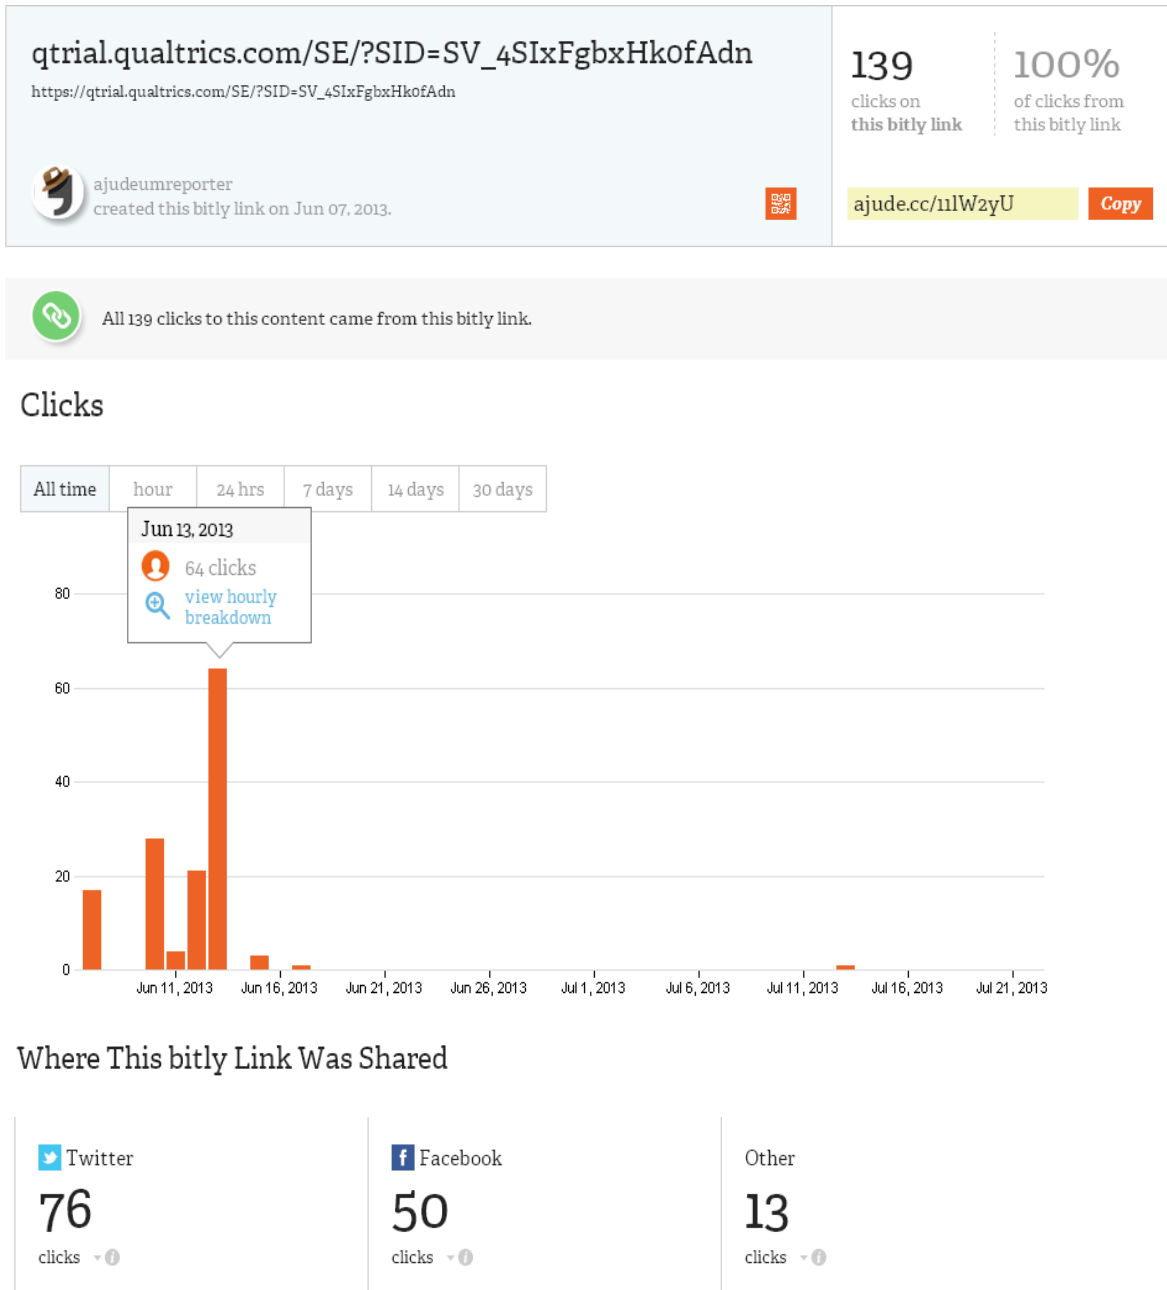 qtrial.qualtrics.com/SE/?SID=SV_4SIxFgbxHk0fAdn
https://qtrial.qualtrics.com/SE/?SID=SV_4SIxFgbxHk0fAdn
ajudeumreporter
created this bitly link on Jun 07, 2013.
139
clicks on
this bitly link
100%
of clicks from
this bitly link
ajude.cc/11lW2yU
Copy
All 139 clicks to this content came from this bitly link.
Clicks
All time hour 24 hrs 7 days 14 days 30 days
Jun 13, 2013
64 clicks
view hourly
breakdown
80
60
40
20
0
Jun 11, 2013 Jun 16, 2013 Jun 21, 2013 Jun 26, 2013 Jul 1, 2013 Jul 6, 2013 Jul 11, 2013 Jul 16, 2013 Jul 21, 2013
Where This bitly Link Was Shared
Twitter
76
clicks
Facebook
50
clicks
Other
13
clicks